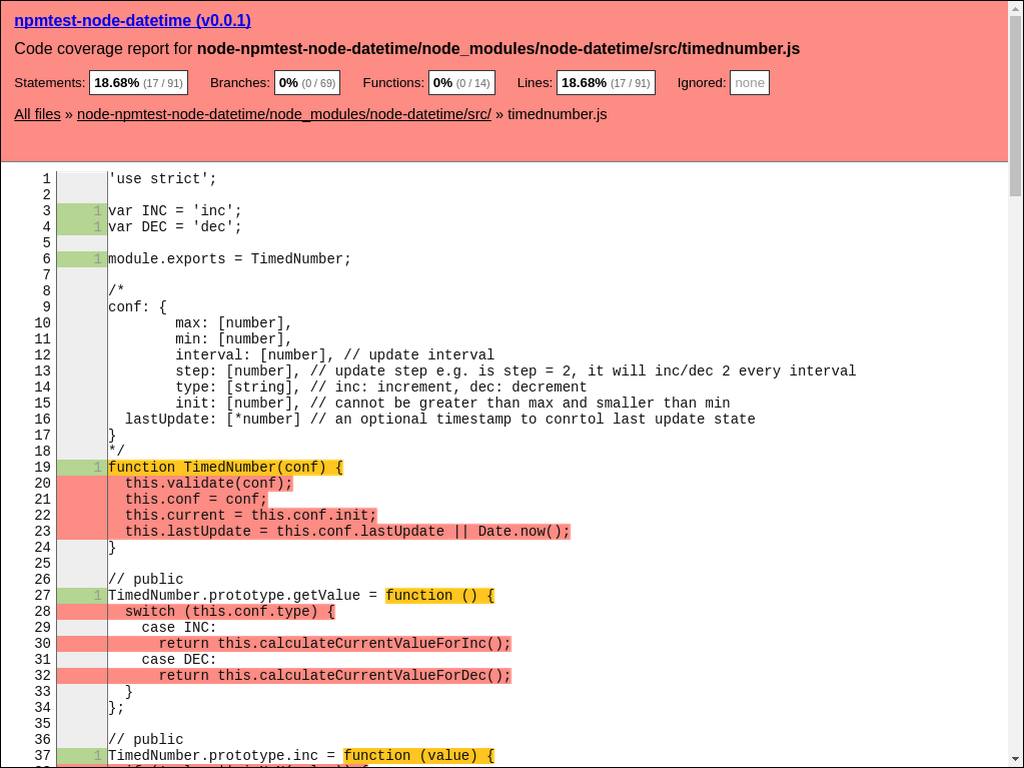 npmtest-node-datetime (v0.0.1)
Code coverage report for node-npmtest-node-datetime/node_modules/node-datetime/src/timednumber.js
Statements: 18.68% (17 / 91) Branches: 0% (0 / 69) Functions: 0% (0 / 14) Lines: 18.68% (17 / 91) Ignored: none
All files » node-npmtest-node-datetime/node_modules/node-datetime/src/ » timednumber.js
1 'use strict';
2
3 1 var INC = 'inc';
4 1 var DEC = 'dec';
5
6 1 module.exports = TimedNumber;
7
8 /*
9 conf: {
10 max: [number],
11 min: [number],
12 interval: [number], // update interval
13 step: [number], // update step e.g. is step = 2, it will inc/dec 2 every interval
14 type: [string], // inc: increment, dec: decrement
15 init: [number], // cannot be greater than max and smaller than min
16 lastUpdate: [*number] // an optional timestamp to conrtol last update state
17 }
18 */
19 1 function TimedNumber(conf) {
20 this.validate(conf);
21 this.conf = conf;
22 this.current = this.conf.init;
23 this.lastUpdate = this.conf.lastUpdate || Date.now();
24 }
25
26 // public
27 1 TimedNumber.prototype.getValue = function () {
28 switch (this.conf.type) {
29 case INC:
30 return this.calculateCurrentValueForInc();
31 case DEC:
32 return this.calculateCurrentValueForDec();
33 }
34 };
35
36 // public
37 1 TimedNumber.prototype.inc = function (value) {